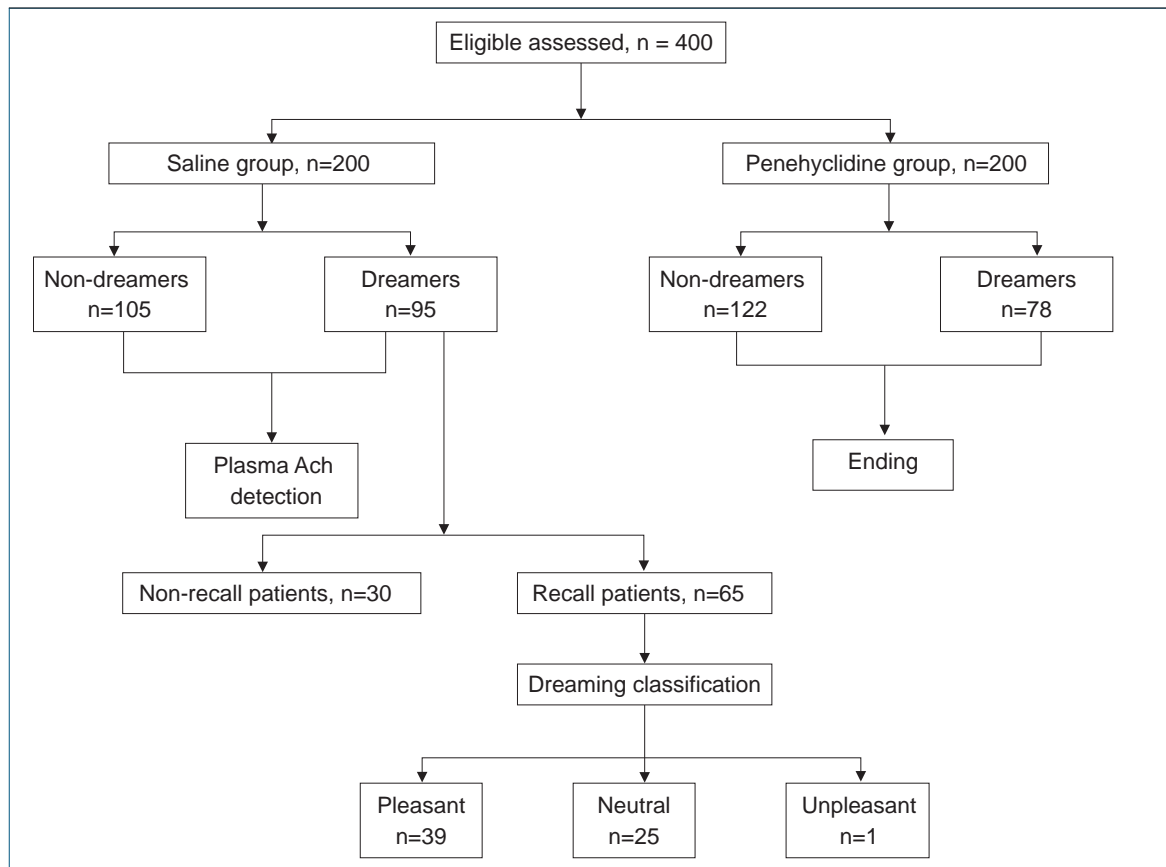 Eligible assessed, n = 400
Saline group, n=200
Penehyclidine group, n=200
Non-dreamers
n=105
Dreamers
n=95
Non-dreamers
n=122
Dreamers
n=78
Plasma Ach
detection
Ending
Non-recall patients, n=30
Recall patients, n=65
Dreaming classification
Pleasant
n=39
Neutral
n=25
Unpleasant
n=1